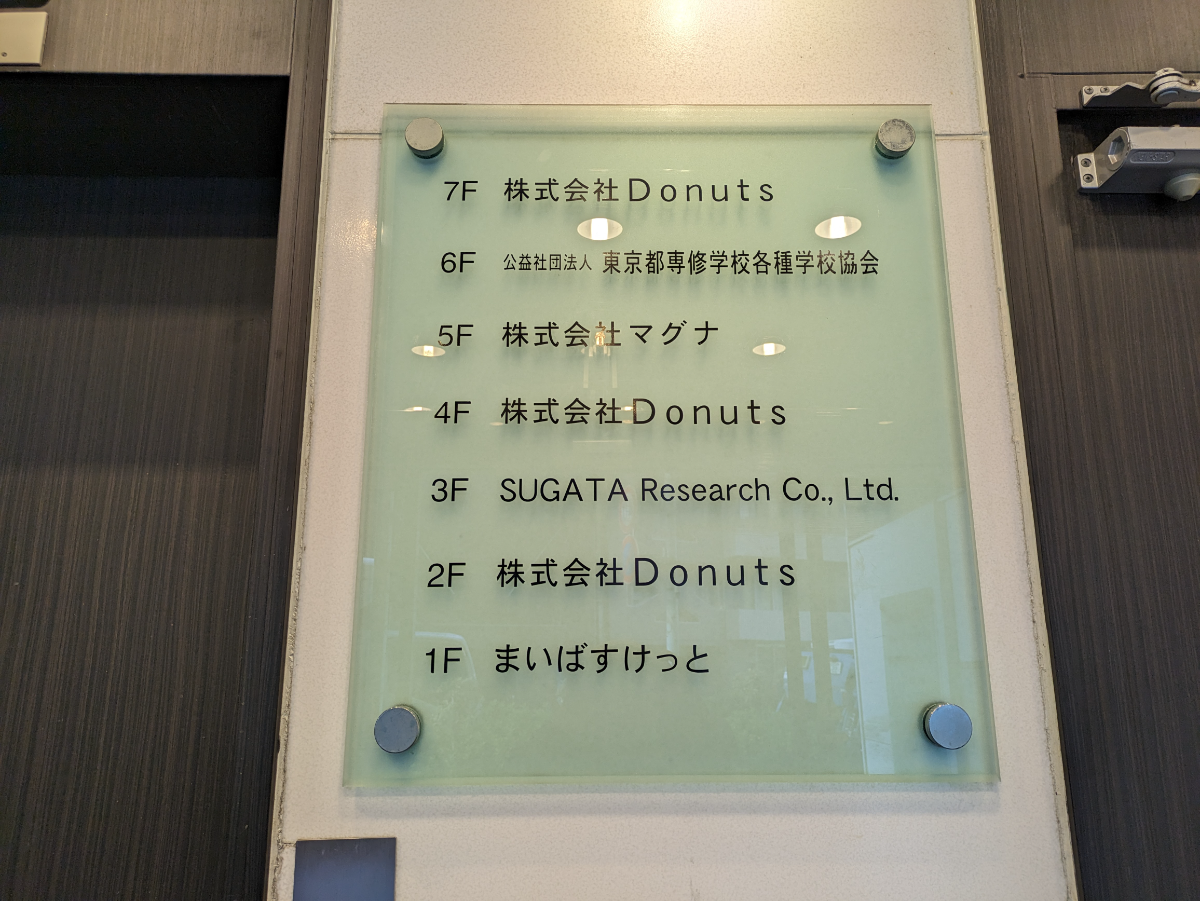 7F 株式会社Donuts
6F 公益社団法人 東京都専修学校各種学校協会
5F 株式会社マグナ
4F 株式会社Donuts
3F SUGATA Research Co., Ltd.
2F 株式会社Donuts
1F まいばすけっと